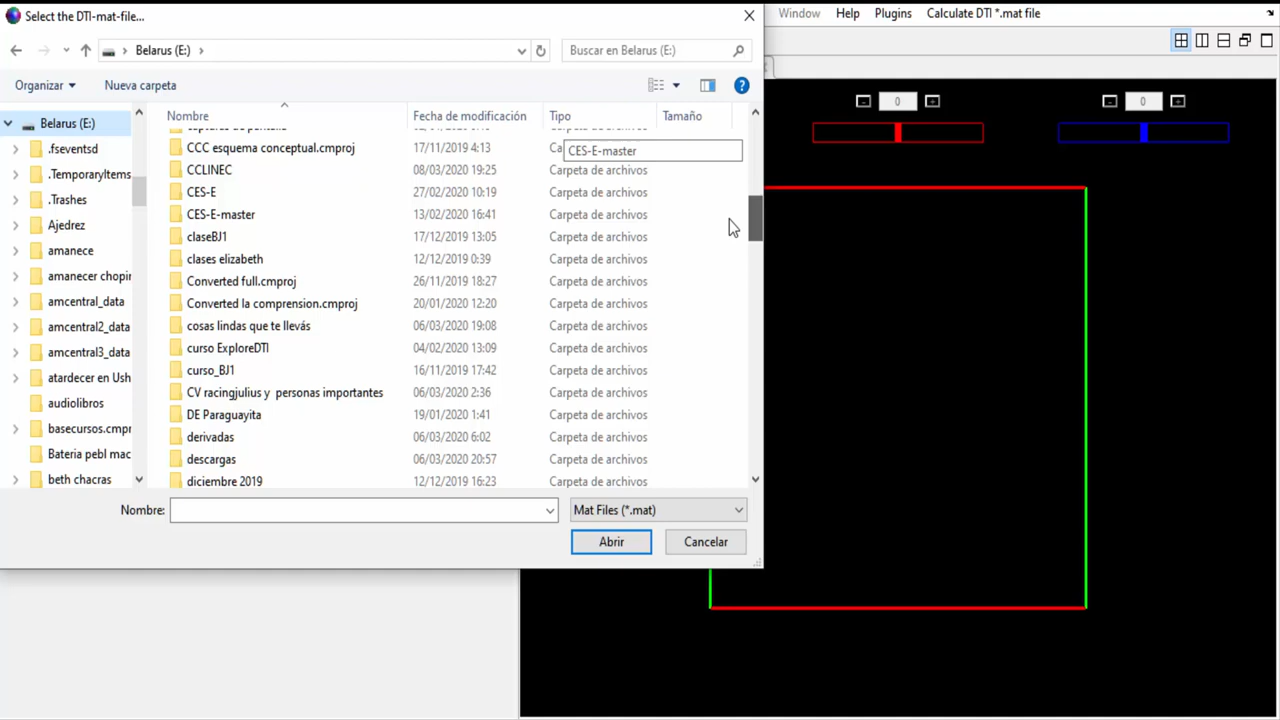 Select the DTI-mat-file...
Window Help Plugins Calculate DTI *.mat file
Belarus (E:)
Buscar en Belarus (E:)
Organizar Nueva carpeta
- 0 + - 0 +
Nombre Fecha de modificación Tipo Tamaño
Belarus (E:)
.fseventsd
.TemporaryItems
.Trashes
Ajedrez
amanece
amanecer chopin
amcentral_data
amcentral2_data
amcentral3_data
atardecer en Ush
audiolibros
basecursos.cmpr
Bateria pebl mac
beth chacras
CCC esquema conceptual.cmproj 17/11/2019 4:13 Ca
CES-E-master
CCLINEC 08/03/2020 19:25 Carpeta de archivos
CES-E 27/02/2020 10:19 Carpeta de archivos
CES-E-master 13/02/2020 16:41 Carpeta de archivos
claseBJ1 17/12/2019 13:05 Carpeta de archivos
clases elizabeth 12/12/2019 0:39 Carpeta de archivos
Converted full.cmproj 26/11/2019 18:27 Carpeta de archivos
Converted la comprension.cmproj 20/01/2020 12:20 Carpeta de archivos
cosas lindas que te llevás 06/03/2020 19:08 Carpeta de archivos
curso ExploreDTI 04/02/2020 13:09 Carpeta de archivos
curso_BJ1 16/11/2019 17:42 Carpeta de archivos
CV racingjulius y personas importantes 06/03/2020 2:36 Carpeta de archivos
DE Paraguayita 19/01/2020 1:41 Carpeta de archivos
derivadas 06/03/2020 6:02 Carpeta de archivos
descargas 06/03/2020 20:57 Carpeta de archivos
diciembre 2019 12/12/2019 16:23 Carpeta de archivos
Nombre: Mat Files (*.mat)
Abrir Cancelar